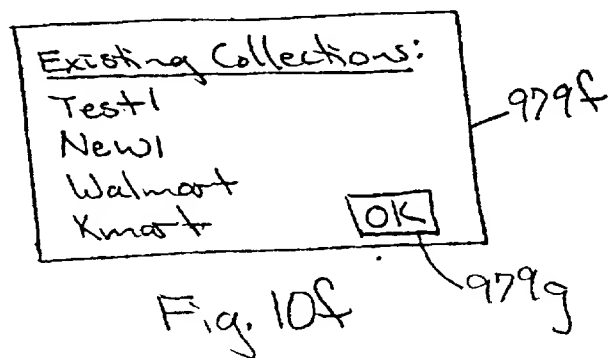 Existing Collections:
Test1
New1
Walmart
Kmart
OK
979f
979g
Fig. 10f